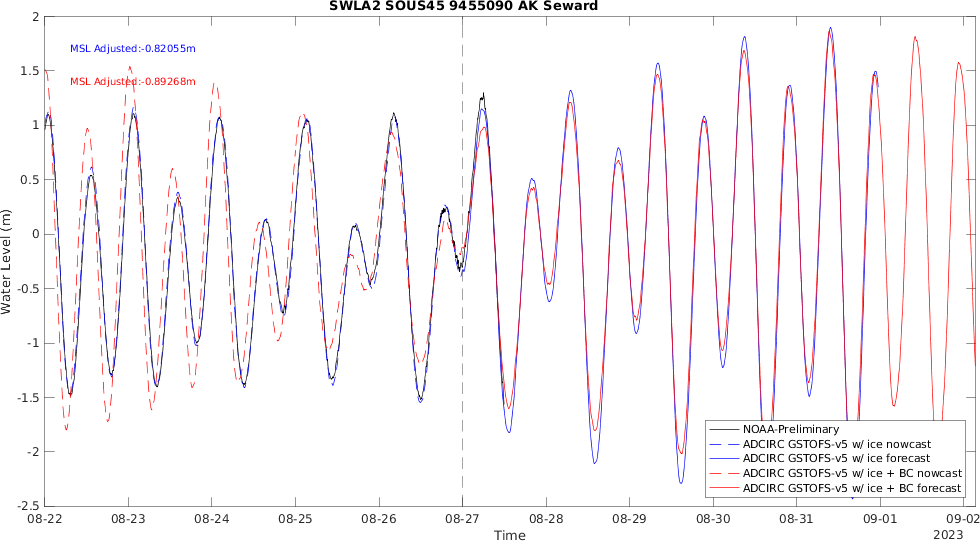 SWLA2 SOUS45 9455090 AK Seward
MSL Adjusted:-0.82055m
MSL Adjusted:-0.89268m
Water Level (m)
2
1.5
1
0.5
0
-0.5
-1
-1.5
-2
-2.5
NOAA-Preliminary
ADCIRC GSTOFS-v5 w/ ice nowcast
ADCIRC GSTOFS-v5 w/ ice forecast
ADCIRC GSTOFS-v5 w/ ice + BC nowcast
ADCIRC GSTOFS-v5 w/ ice + BC forecast
08-22 08-23 08-24 08-25 08-26 08-27 08-28 08-29 08-30 08-31 09-01 09-02
2023
Time